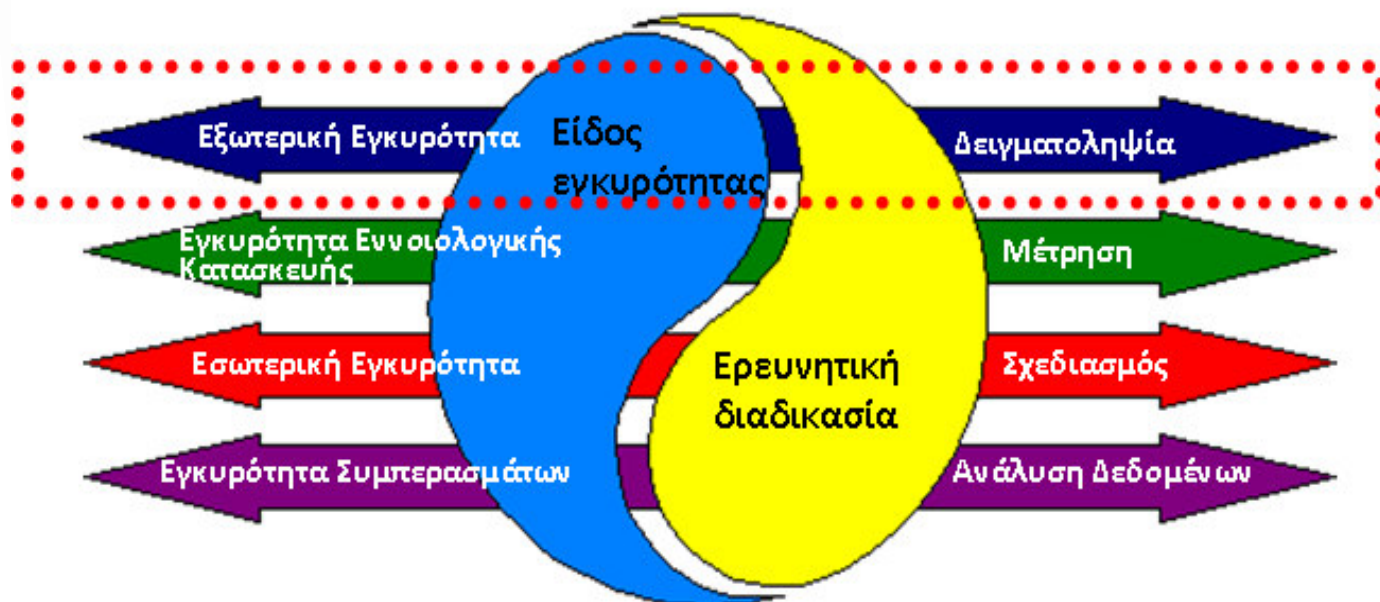 Εξωτερική Εγκυρότητα
Είδος
εγκυρότητας
Δειγματοληψία
Εγκυρότητα Εννοιολογικής
Κατασκευής
Μέτρηση
Εσωτερική Εγκυρότητα
Ερευνητική
διαδικασία
Σχεδιασμός
Εγκυρότητα Συμπερασμάτων
Ανάλυση Δεδομένων